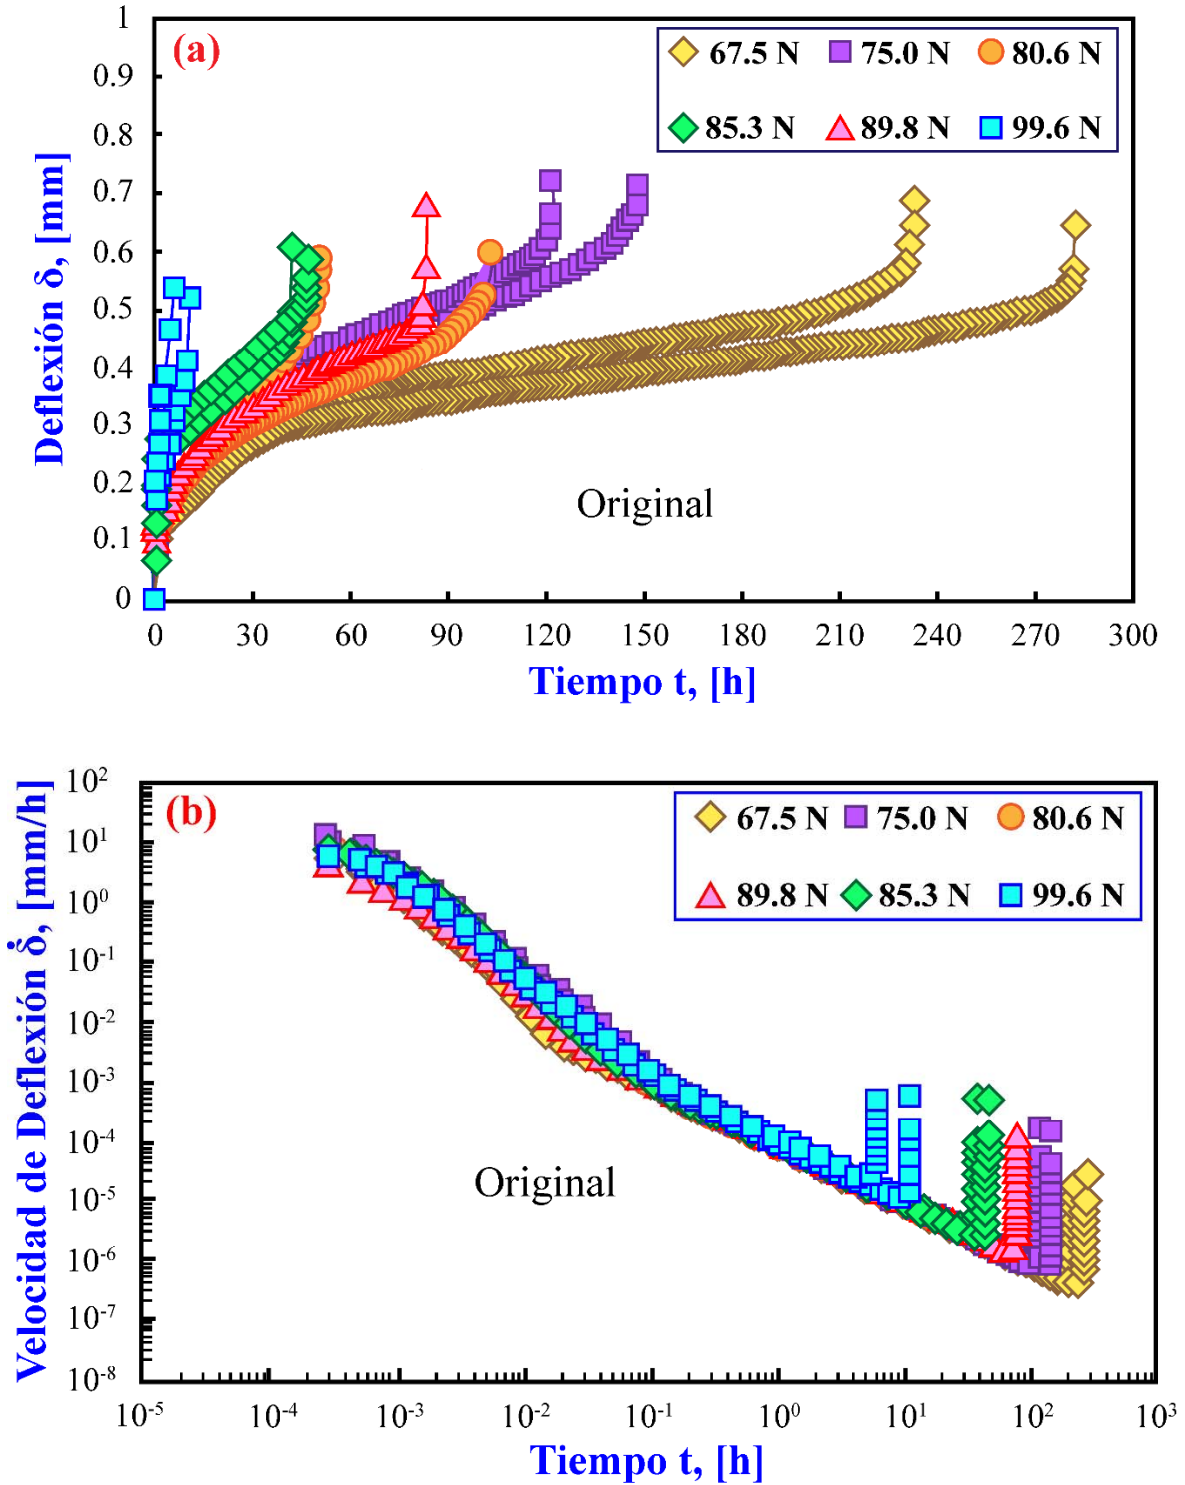 (a)
67.5 N 75.0 N 80.6 N
85.3 N 89.8 N 99.6 N
1
0.9
0.8
0.7
0.6
0.5
0.4
0.3
0.2
0.1
0
Deflexión δ, [mm]
Original
0 30 60 90 120 150 180 210 240 270 300
Tiempo t, [h]
(b)
67.5 N 75.0 N 80.6 N
89.8 N 85.3 N 99.6 N
10²
10¹
10⁰
10⁻¹
10⁻²
10⁻³
10⁻⁴
10⁻⁵
10⁻⁶
10⁻⁷
10⁻⁸
Velocidad de Deflexión δ̇, [mm/h]
Original
10⁻⁵ 10⁻⁴ 10⁻³ 10⁻² 10⁻¹ 10⁰ 10¹ 10² 10³
Tiempo t, [h]